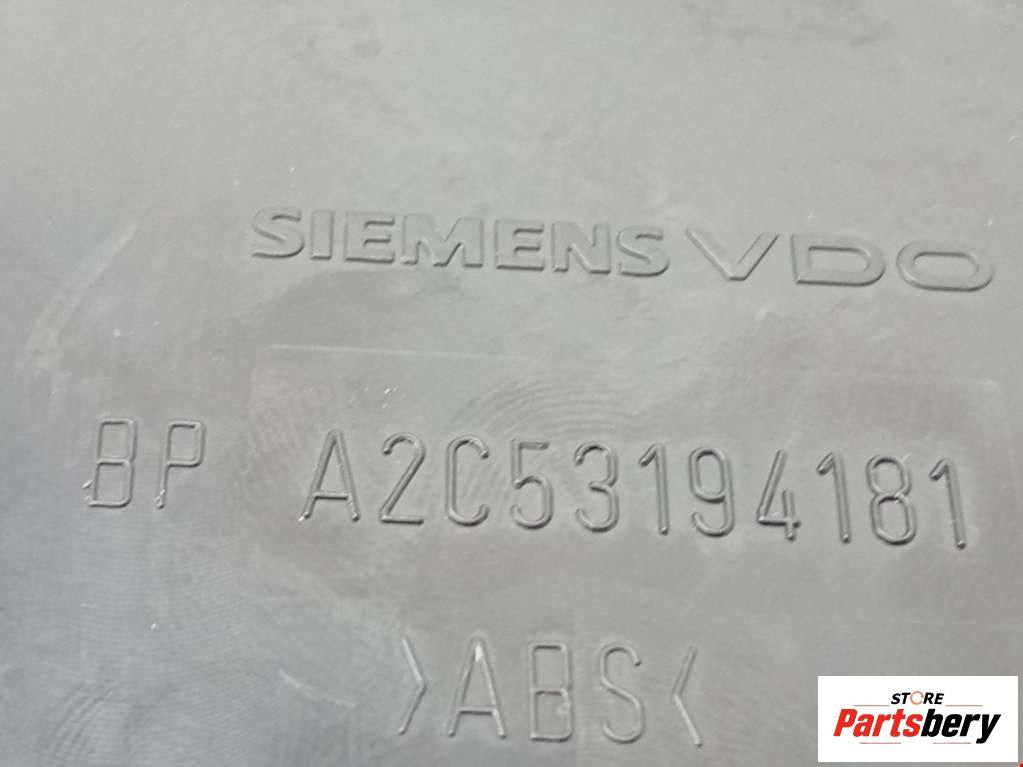 SIEMENS VDO
BP A2C53194181
>ABS<
STORE
Partsbery